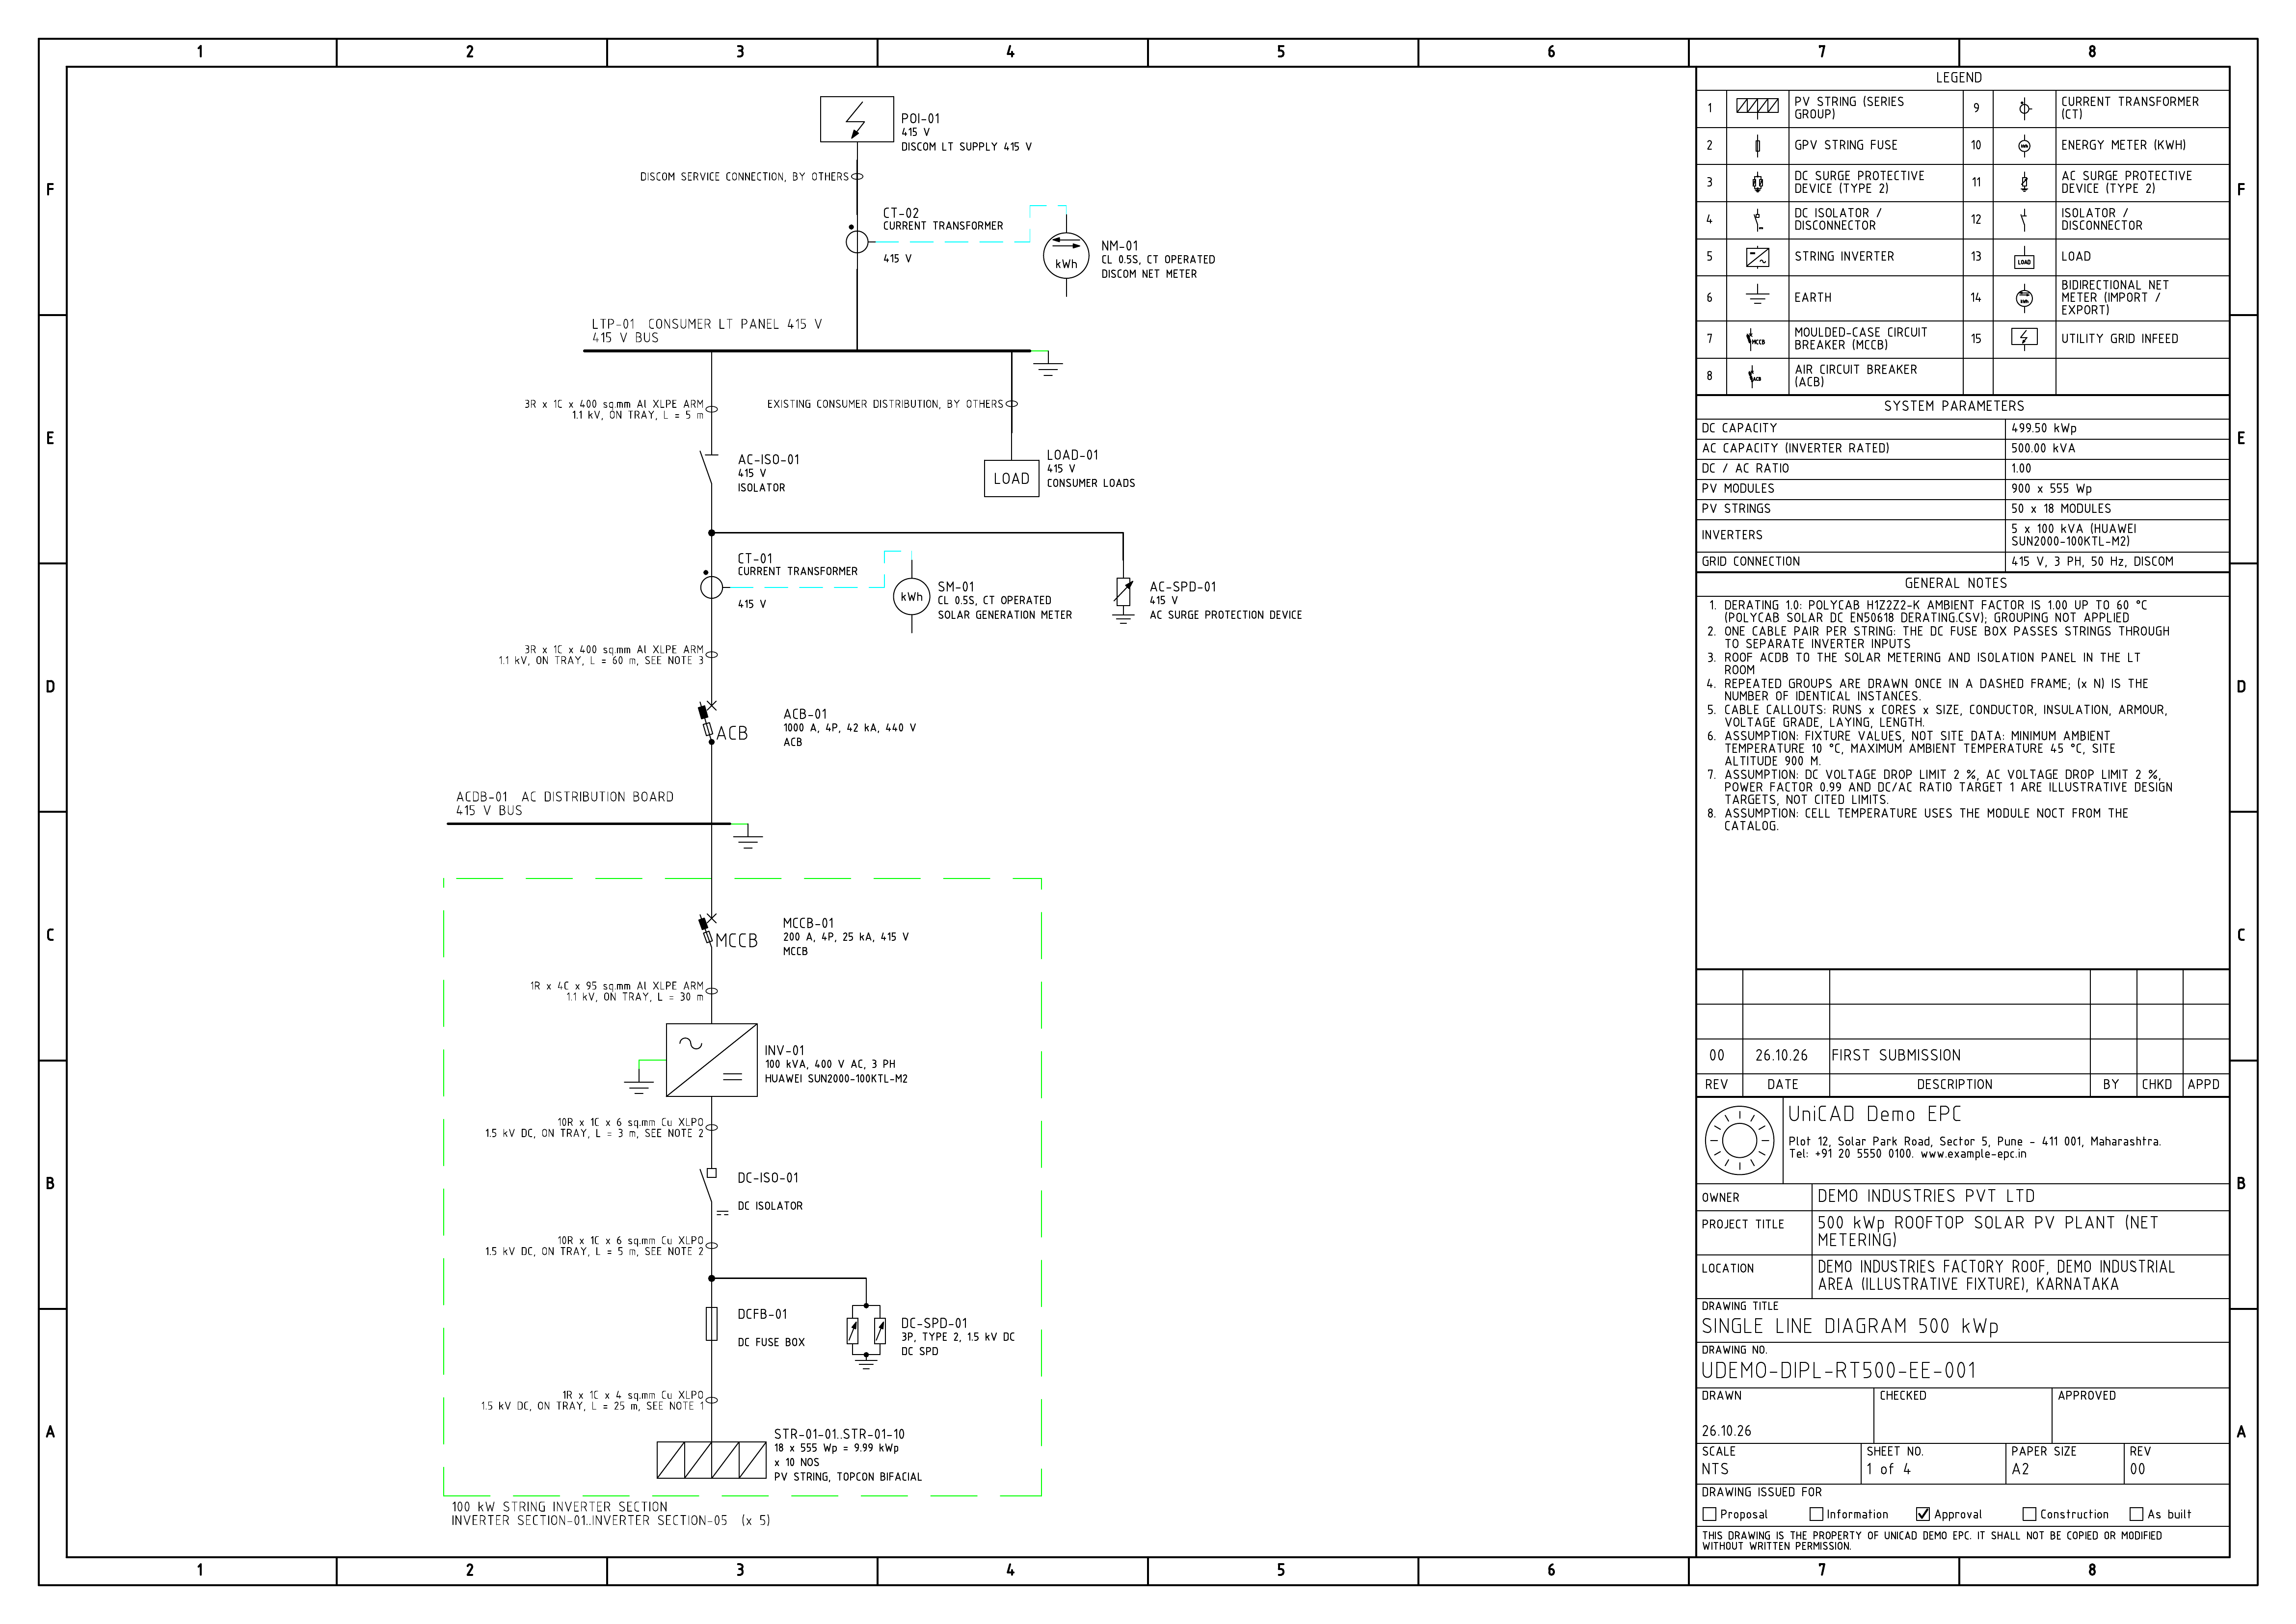 1 2 3 4 5 6 7 8
F E D C B A
POI-01
415 V
DISCOM LT SUPPLY 415 V
DISCOM SERVICE CONNECTION, BY OTHERS
CT-02
CURRENT TRANSFORMER
415 V
kWh
NM-01
CL 0.5S, CT OPERATED
DISCOM NET METER
LTP-01 CONSUMER LT PANEL 415 V
415 V BUS
3R x 1C x 400 sq.mm Al XLPE ARM
1.1 kV, ON TRAY, L = 5 m
EXISTING CONSUMER DISTRIBUTION, BY OTHERS
AC-ISO-01
415 V
ISOLATOR
LOAD
LOAD-01
415 V
CONSUMER LOADS
CT-01
CURRENT TRANSFORMER
415 V
kWh
SM-01
CL 0.5S, CT OPERATED
SOLAR GENERATION METER
AC-SPD-01
415 V
AC SURGE PROTECTION DEVICE
3R x 1C x 400 sq.mm Al XLPE ARM
1.1 kV, ON TRAY, L = 60 m, SEE NOTE 3
ACB
ACB-01
1000 A, 4P, 42 kA, 440 V
ACB
ACDB-01 AC DISTRIBUTION BOARD
415 V BUS
MCCB
MCCB-01
200 A, 4P, 25 kA, 415 V
MCCB
1R x 4C x 95 sq.mm Al XLPE ARM
1.1 kV, ON TRAY, L = 30 m
INV-01
100 kVA, 400 V AC, 3 PH
HUAWEI SUN2000-100KTL-M2
10R x 1C x 6 sq.mm Cu XLPO
1.5 kV DC, ON TRAY, L = 3 m, SEE NOTE 2
DC-ISO-01
DC ISOLATOR
10R x 1C x 6 sq.mm Cu XLPO
1.5 kV DC, ON TRAY, L = 5 m, SEE NOTE 2
DCFB-01
DC FUSE BOX
DC-SPD-01
3P, TYPE 2, 1.5 kV DC
DC SPD
1R x 1C x 4 sq.mm Cu XLPO
1.5 kV DC, ON TRAY, L = 25 m, SEE NOTE 1
STR-01-01..STR-01-10
18 x 555 Wp = 9.99 kWp
x 10 NOS
PV STRING, TOPCON BIFACIAL
100 kW STRING INVERTER SECTION
INVERTER SECTION-01..INVERTER SECTION-05 (x 5)
LEGEND
1 PV STRING (SERIES
GROUP)
2 GPV STRING FUSE
3 DC SURGE PROTECTIVE
DEVICE (TYPE 2)
4 DC ISOLATOR /
DISCONNECTOR
5 STRING INVERTER
6 EARTH
7 MCCB MOULDED-CASE CIRCUIT
BREAKER (MCCB)
8 ACB AIR CIRCUIT BREAKER
(ACB)
9 CURRENT TRANSFORMER
(CT)
10 kWh ENERGY METER (KWH)
11 AC SURGE PROTECTIVE
DEVICE (TYPE 2)
12 ISOLATOR /
DISCONNECTOR
13 LOAD LOAD
14 kWh BIDIRECTIONAL NET
METER (IMPORT /
EXPORT)
15 UTILITY GRID INFEED
SYSTEM PARAMETERS
DC CAPACITY 499.50 kWp
AC CAPACITY (INVERTER RATED) 500.00 kVA
DC / AC RATIO 1.00
PV MODULES 900 x 555 Wp
PV STRINGS 50 x 18 MODULES
INVERTERS 5 x 100 kVA (HUAWEI
SUN2000-100KTL-M2)
GRID CONNECTION 415 V, 3 PH, 50 Hz, DISCOM
GENERAL NOTES
1. DERATING 1.0: POLYCAB H1Z2Z2-K AMBIENT FACTOR IS 1.00 UP TO 60 °C
(POLYCAB SOLAR DC EN50618 DERATING.CSV); GROUPING NOT APPLIED
2. ONE CABLE PAIR PER STRING: THE DC FUSE BOX PASSES STRINGS THROUGH
TO SEPARATE INVERTER INPUTS
3. ROOF ACDB TO THE SOLAR METERING AND ISOLATION PANEL IN THE LT
ROOM
4. REPEATED GROUPS ARE DRAWN ONCE IN A DASHED FRAME; (x N) IS THE
NUMBER OF IDENTICAL INSTANCES.
5. CABLE CALLOUTS: RUNS x CORES x SIZE, CONDUCTOR, INSULATION, ARMOUR,
VOLTAGE GRADE, LAYING, LENGTH.
6. ASSUMPTION: FIXTURE VALUES, NOT SITE DATA: MINIMUM AMBIENT
TEMPERATURE 10 °C, MAXIMUM AMBIENT TEMPERATURE 45 °C, SITE
ALTITUDE 900 M.
7. ASSUMPTION: DC VOLTAGE DROP LIMIT 2 %, AC VOLTAGE DROP LIMIT 2 %,
POWER FACTOR 0.99 AND DC/AC RATIO TARGET 1 ARE ILLUSTRATIVE DESIGN
TARGETS, NOT CITED LIMITS.
8. ASSUMPTION: CELL TEMPERATURE USES THE MODULE NOCT FROM THE
CATALOG.
00 26.10.26 FIRST SUBMISSION
REV DATE DESCRIPTION BY CHKD APPD
UniCAD Demo EPC
Plot 12, Solar Park Road, Sector 5, Pune - 411 001, Maharashtra.
Tel: +91 20 5550 0100. www.example-epc.in
OWNER DEMO INDUSTRIES PVT LTD
PROJECT TITLE 500 kWp ROOFTOP SOLAR PV PLANT (NET
METERING)
LOCATION DEMO INDUSTRIES FACTORY ROOF, DEMO INDUSTRIAL
AREA (ILLUSTRATIVE FIXTURE), KARNATAKA
DRAWING TITLE
SINGLE LINE DIAGRAM 500 kWp
DRAWING NO.
UDEMO-DIPL-RT500-EE-001
DRAWN CHECKED APPROVED
26.10.26
SCALE SHEET NO. PAPER SIZE REV
NTS 1 of 4 A2 00
DRAWING ISSUED FOR
Proposal Information Approval Construction As built
THIS DRAWING IS THE PROPERTY OF UNICAD DEMO EPC. IT SHALL NOT BE COPIED OR MODIFIED
WITHOUT WRITTEN PERMISSION.
F E D C B A
1 2 3 4 5 6 7 8